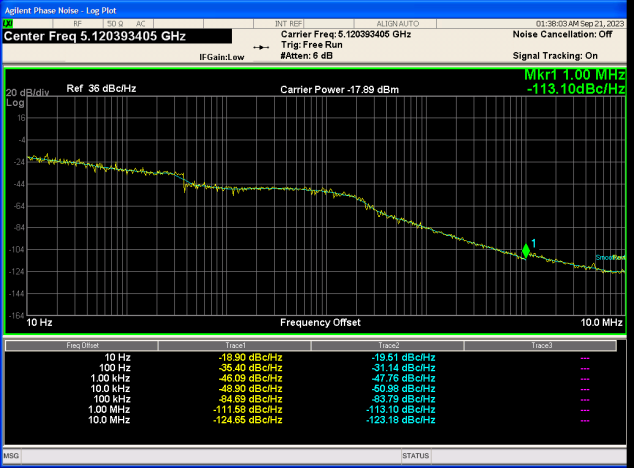 Agilent Phase Noise - Log Plot
LXI RF 50 Ω DC AC INT REF ALIGN AUTO 01:38:03 AM Sep 21, 2023
Center Freq 5.120393405 GHz
Carrier Freq: 5.120393405 GHz
Noise Cancellation: Off
Trig: Free Run
IFGain:Low
#Atten: 6 dB
Signal Tracking: On
Mkr1 1.00 MHz
-113.10dBc/Hz
20 dB/div
Log
Ref 36 dBc/Hz
Carrier Power -17.89 dBm
16
-4
-24
-44
-64
-84
-104
-124
-144
-164
1
10 Hz
Frequency Offset
10.0 MHz
Freq Offset Trace1 Trace2 Trace3
10 Hz -18.90 dBc/Hz -19.51 dBc/Hz ---
100 Hz -35.40 dBc/Hz -31.14 dBc/Hz ---
1.00 kHz -46.09 dBc/Hz -47.76 dBc/Hz ---
10.0 kHz -48.90 dBc/Hz -50.98 dBc/Hz ---
100 kHz -84.69 dBc/Hz -83.79 dBc/Hz ---
1.00 MHz -111.58 dBc/Hz -113.10 dBc/Hz ---
10.0 MHz -124.65 dBc/Hz -123.18 dBc/Hz ---
MSG STATUS